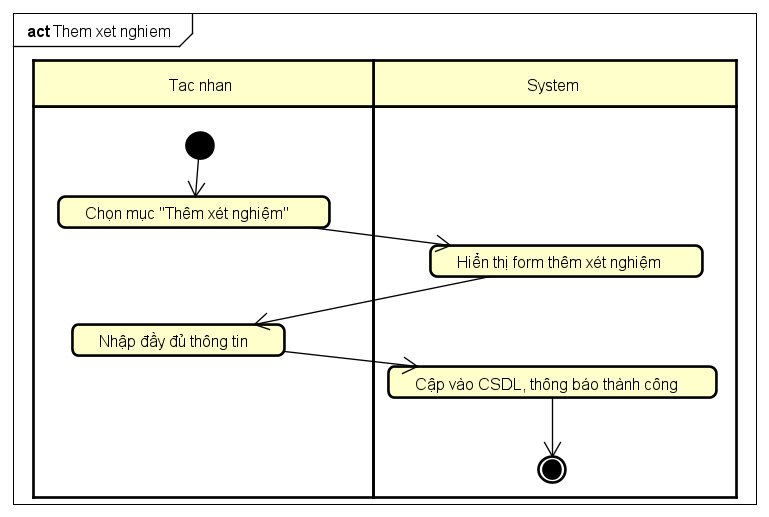 act Them xet nghiem
Tac nhan
System
Chọn mục "Thêm xét nghiệm"
Hiển thị form thêm xét nghiệm
Nhập đầy đủ thông tin
Cập vào CSDL, thông báo thành công